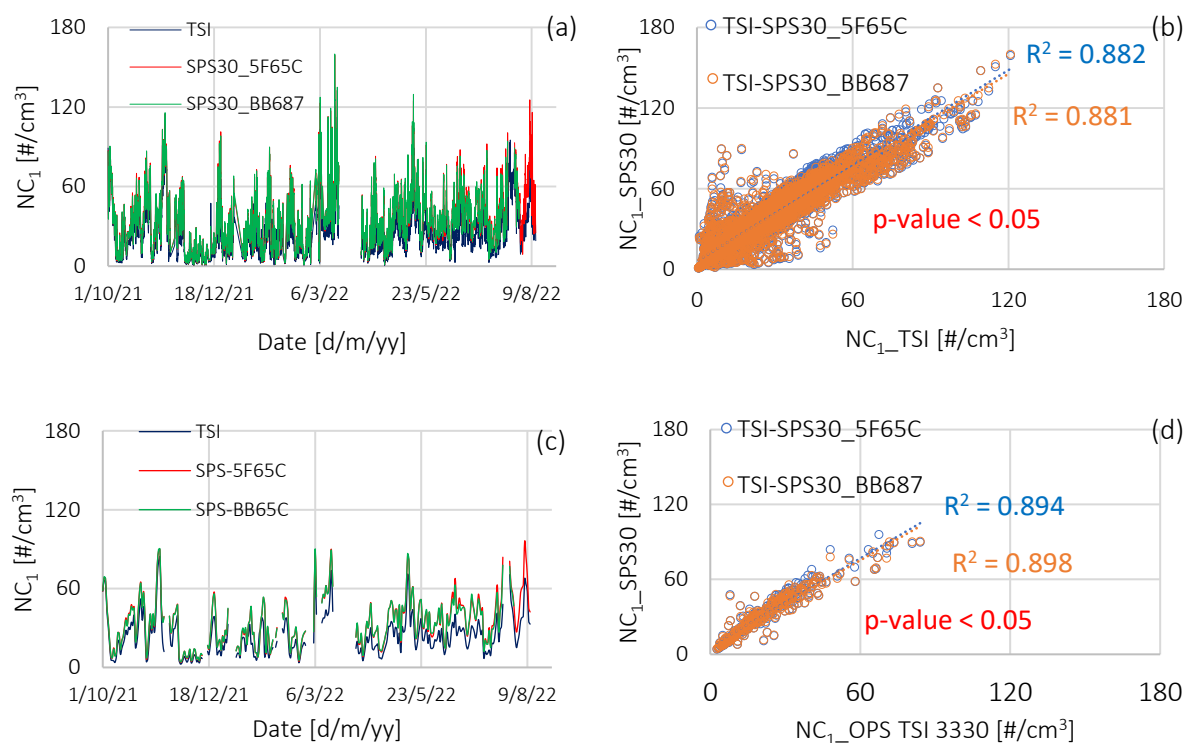 (a)
TSI
SPS30_5F65C
SPS30_BB687
NC₁ [#/cm³]
180
120
60
0
1/10/21 18/12/21 6/3/22 23/5/22 9/8/22
Date [d/m/yy]
(b)
TSI-SPS30_5F65C
TSI-SPS30_BB687
R² = 0.882
R² = 0.881
p-value < 0.05
NC₁_SPS30 [#/cm³]
180
120
60
0
0 60 120 180
NC₁_TSI [#/cm³]
(c)
TSI
SPS-5F65C
SPS-BB65C
NC₁ [#/cm³]
180
120
60
0
1/10/21 18/12/21 6/3/22 23/5/22 9/8/22
Date [d/m/yy]
(d)
TSI-SPS30_5F65C
TSI-SPS30_BB687
R² = 0.894
R² = 0.898
p-value < 0.05
NC₁_SPS30 [#/cm³]
180
120
60
0
0 60 120 180
NC₁_OPS TSI 3330 [#/cm³]